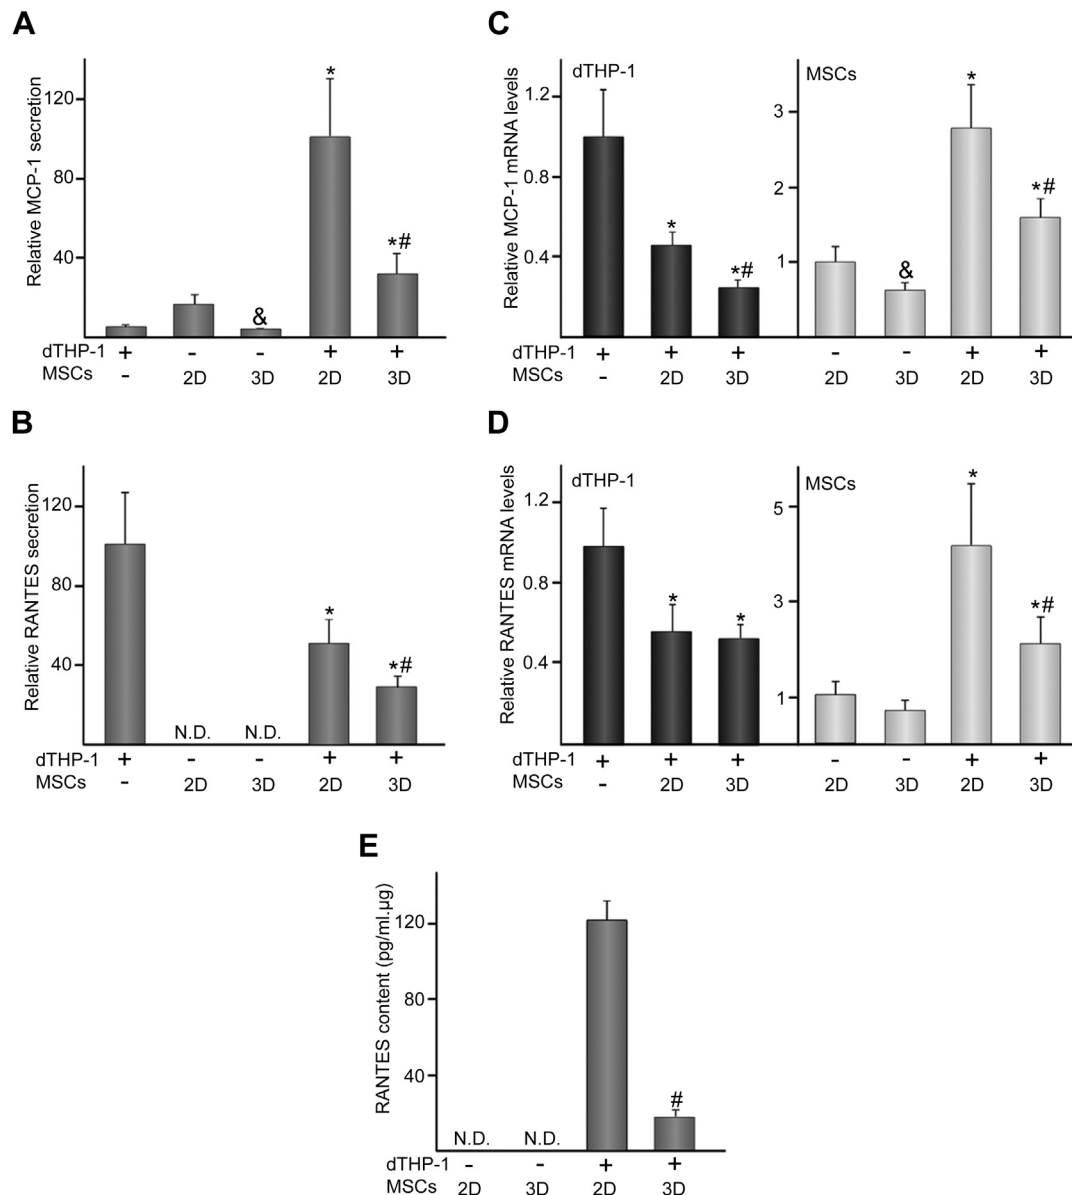 A
Relative MCP-1 secretion
120
80
40
*
&
*#
dTHP-1 + - - + +
MSCs - 2D 3D 2D 3D
C
Relative MCP-1 mRNA levels
dTHP-1
1.2
0.8
0.4
*
*#
dTHP-1 + + +
MSCs - 2D 3D
MSCs
3
2
1
*
&
*#
- - + +
2D 3D 2D 3D
B
Relative RANTES secretion
120
80
40
N.D. N.D.
*
*#
dTHP-1 + - - + +
MSCs - 2D 3D 2D 3D
D
Relative RANTES mRNA levels
dTHP-1
1.2
0.8
0.4
*
*
dTHP-1 + + +
MSCs - 2D 3D
MSCs
5
3
1
*
*#
- - + +
2D 3D 2D 3D
E
RANTES content (pg/ml.µg)
120
80
40
N.D. N.D.
#
dTHP-1 - - + +
MSCs 2D 3D 2D 3D